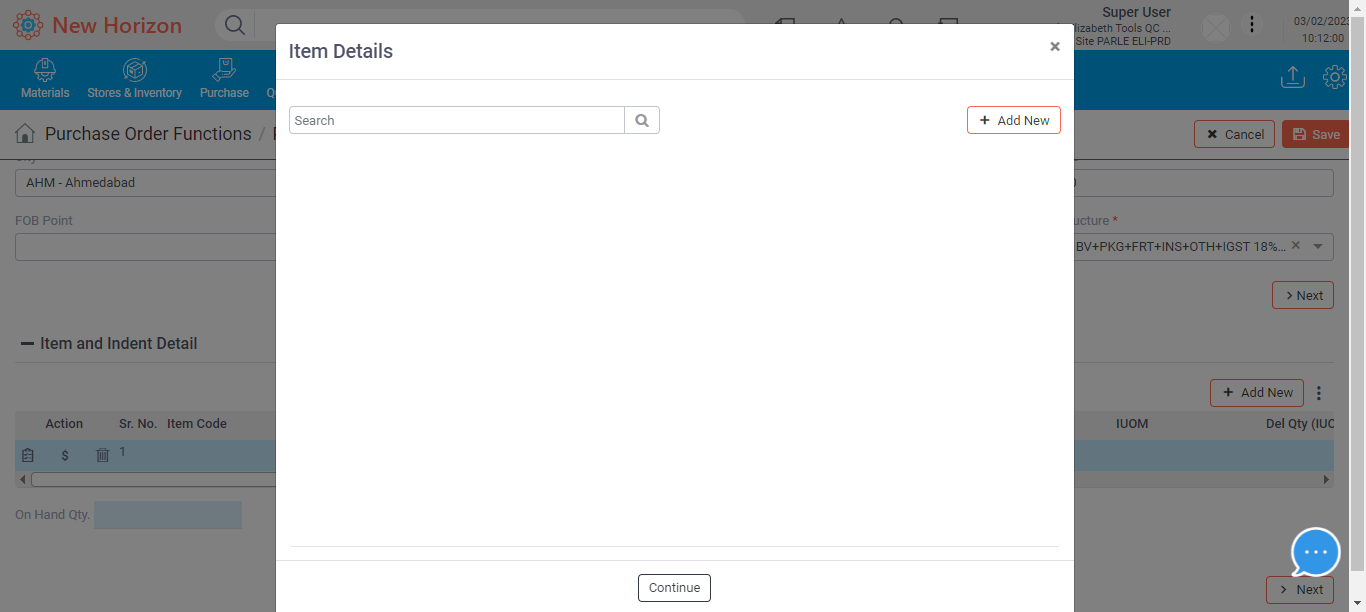 New Horizon
Super User
lizabeth Tools QC ...
Site PARLE ELI-PRD
03/02/2023
10:12:00
Materials
Stores & Inventory
Purchase
Purchase Order Functions /
Cancel
Save
Item Details
×
Search
+ Add New
AHM - Ahmedabad
FOB Point
ucture *
BV+PKG+FRT+INS+OTH+IGST 18%...
> Next
Item and Indent Detail
+ Add New
Action Sr. No. Item Code IUOM Del Qty (IUO
$ 1
On Hand Qty.
Continue
> Next